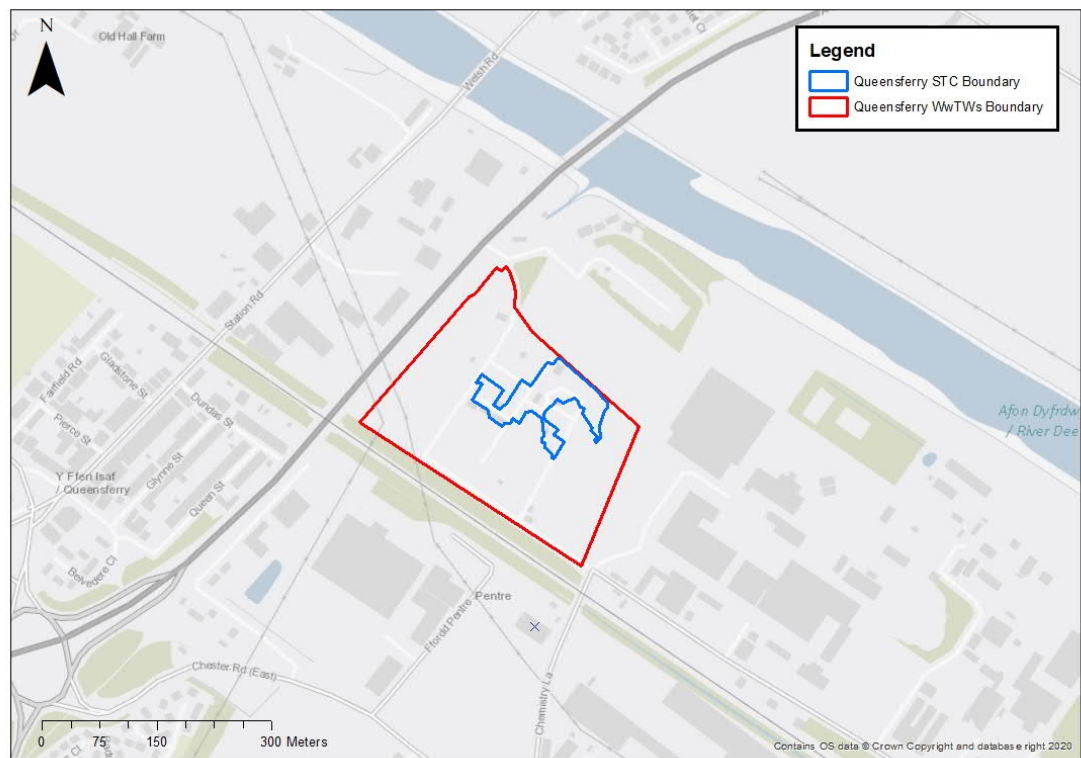 N
Old Hall Farm
Welsh Rd
Legend
Queensferry STC Boundary
Queensferry WwTWs Boundary
Station Rd
Fairfield Rd
Gladstone St
Pierce St
Dundas St
Glynne St
Queen St
Y Fferi Isaf
/ Queensferry
Belvedere Cl
Afon Dyfrdwy
/ River Dee
Pentre
Ffordd Pentre
Chester Rd (East)
Chemistry La
0 75 150 300 Meters
Contains OS data © Crown Copyright and database right 2020